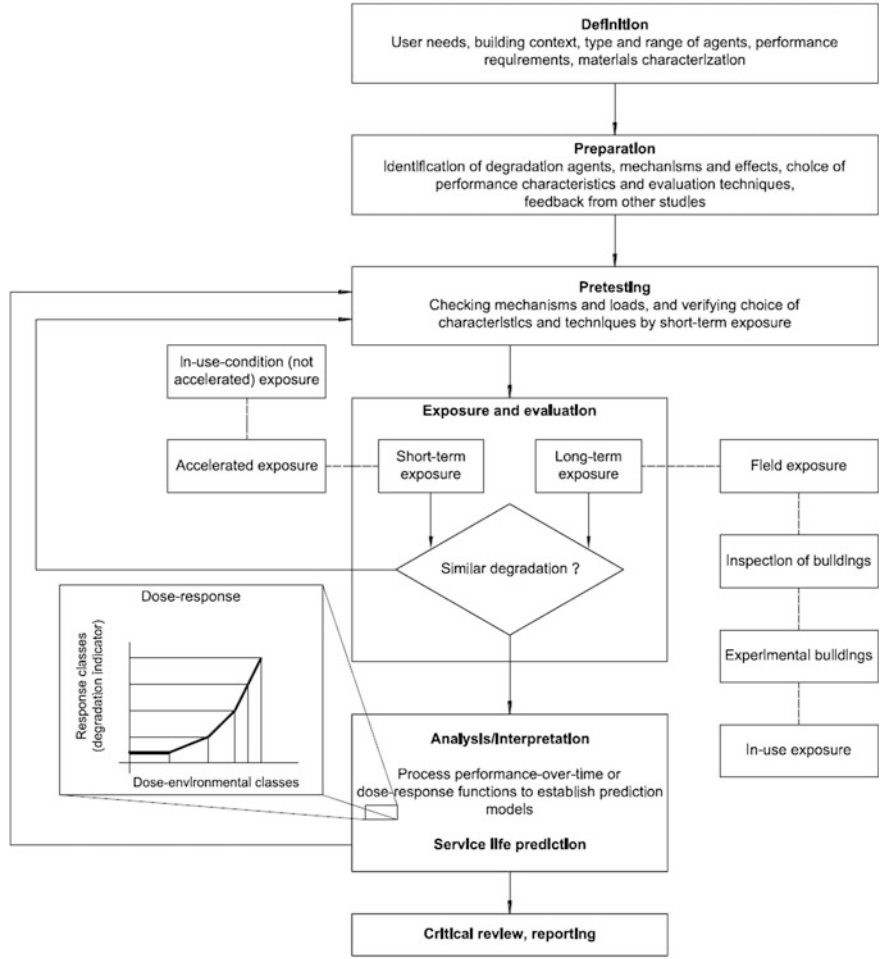 Definition
User needs, building context, type and range of agents, performance
requirements, materials characterization
Preparation
Identification of degradation agents, mechanisms and effects, choice of
performance characteristics and evaluation techniques,
feedback from other studies
Pretesting
Checking mechanisms and loads, and verifying choice of
characteristics and techniques by short-term exposure
In-use-condition (not
accelerated) exposure
Exposure and evaluation
Accelerated exposure
Short-term
exposure
Long-term
exposure
Field exposure
Similar degradation ?
Inspection of buildings
Experimental buildings
In-use exposure
Dose-response
Response classes
(degradation indicator)
Dose-environmental classes
Analysis/Interpretation
Process performance-over-time or
dose-response functions to establish prediction
models
Service life prediction
Critical review, reporting